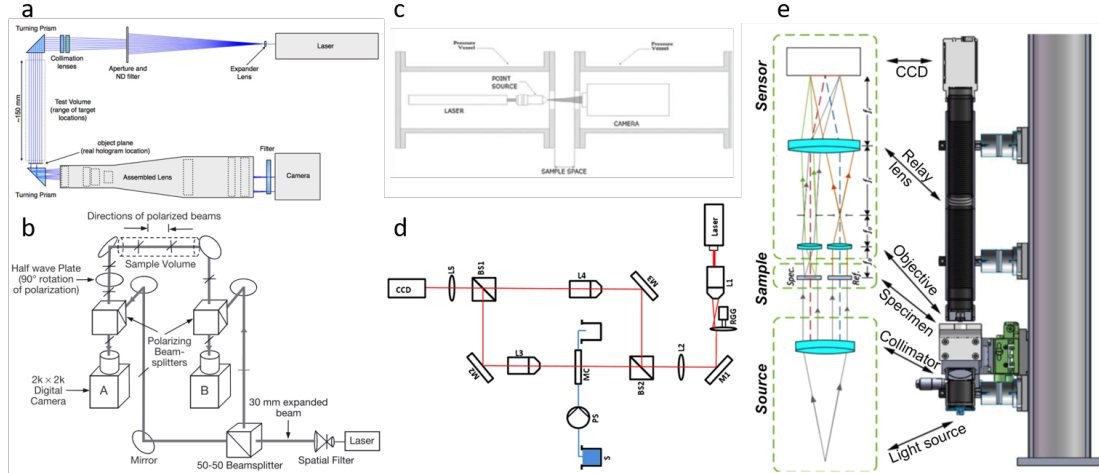 a
Turning Prism
Collimation
lenses
Aperture and
ND filter
Expander
Lens
Laser
~150 mm
Test Volume
(range of target
locations)
object plane
(real hologram location)
Turning Prism
Assembled Lens
Filter
Camera
b
Directions of polarized beams
Sample Volume
Half wave Plate
(90° rotation
of polarization)
Polarizing
Beam-
splitters
2k × 2k
Digital
Camera
A
B
30 mm expanded
beam
Laser
Mirror
50-50 Beamsplitter
Spatial Filter
c
Pressure
Vessel
Pressure
Vessel
POINT
SOURCE
LASER
CAMERA
SAMPLE SPACE
d
Laser
L1
RGG
CCD
L5
BS1
L4
M3
M2
L3
MC
BS2
L2
M1
PS
S
e
Sensor
Sample
Source
Spec.
Ref.
CCD
Relay
lens
Objective
Specimen
Collimator
Light source